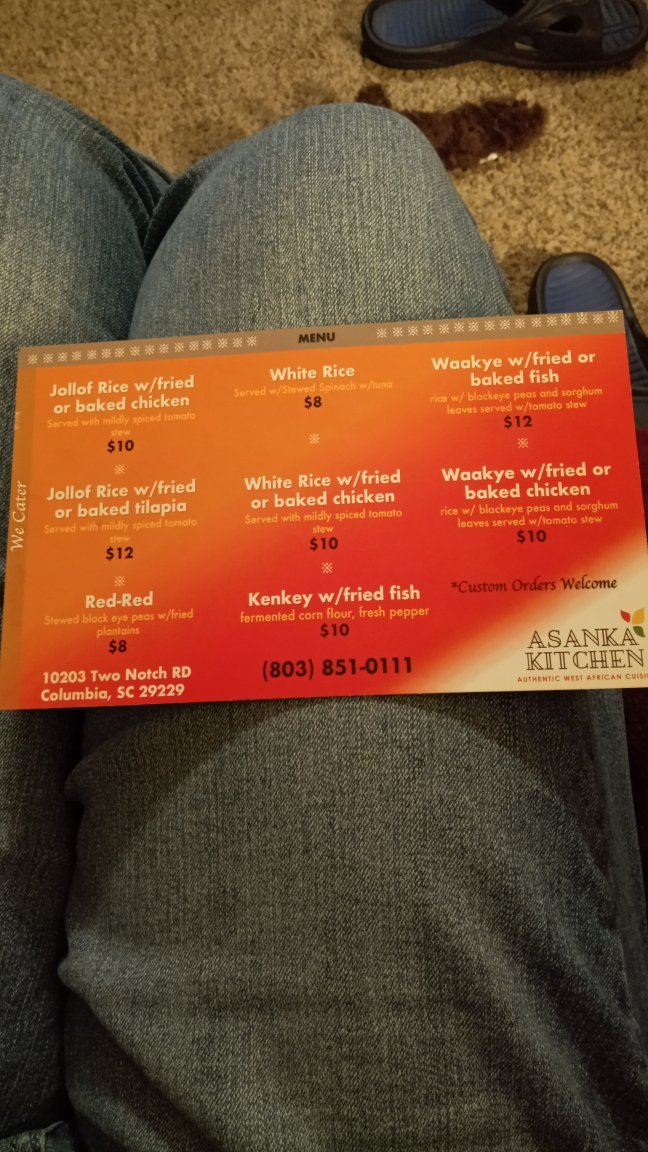 MENU
We Cater
Jollof Rice w/fried
or baked chicken
Served with mildly spiced tomato
stew
$10
Jollof Rice w/fried
or baked tilapia
Served with mildly spiced tomato
stew
$12
Red-Red
Stewed black eye peas w/fried
plantains
$8
White Rice
Served w/Stewed Spinach w/tuna
$8
White Rice w/fried
or baked chicken
Served with mildly spiced tomato
stew
$10
Kenkey w/fried fish
fermented corn flour, fresh pepper
$10
Waakye w/fried or
baked fish
rice w/ blackeye peas and sorghum
leaves served w/tomato stew
$12
Waakye w/fried or
baked chicken
rice w/ blackeye peas and sorghum
leaves served w/tomato stew
$10
*Custom Orders Welcome
10203 Two Notch RD
Columbia, SC 29229
(803) 851-0111
ASANKA
KITCHEN
AUTHENTIC WEST AFRICAN